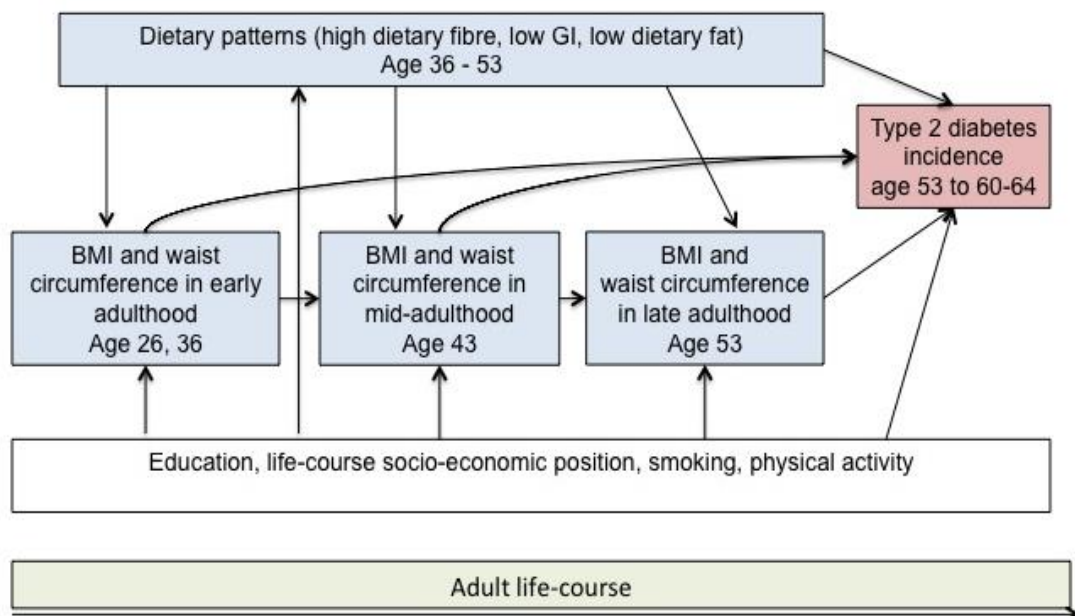 Dietary patterns (high dietary fibre, low GI, low dietary fat)
Age 36 - 53
Type 2 diabetes
incidence
age 53 to 60-64
BMI and waist
circumference in early
adulthood
Age 26, 36
BMI and waist
circumference in
mid-adulthood
Age 43
BMI and
waist circumference
in late adulthood
Age 53
Education, life-course socio-economic position, smoking, physical activity
Adult life-course